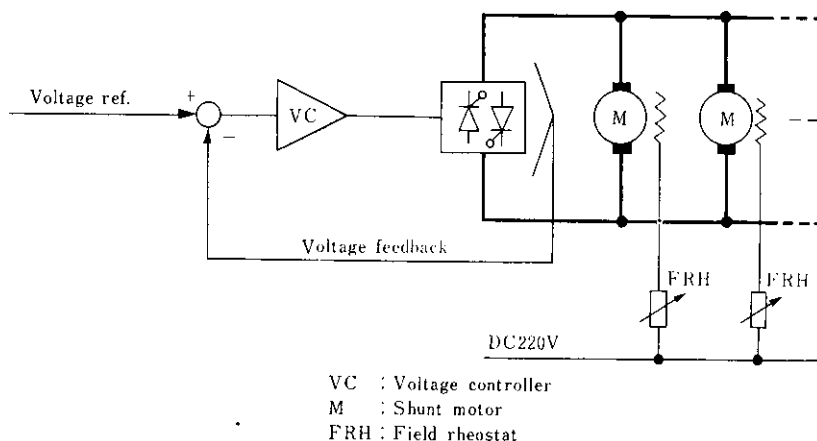 Voltage ref.
+
−
VC
M
M
Voltage feedback
FRH
FRH
DC220V
VC : Voltage controller
M : Shunt motor
FRH : Field rheostat